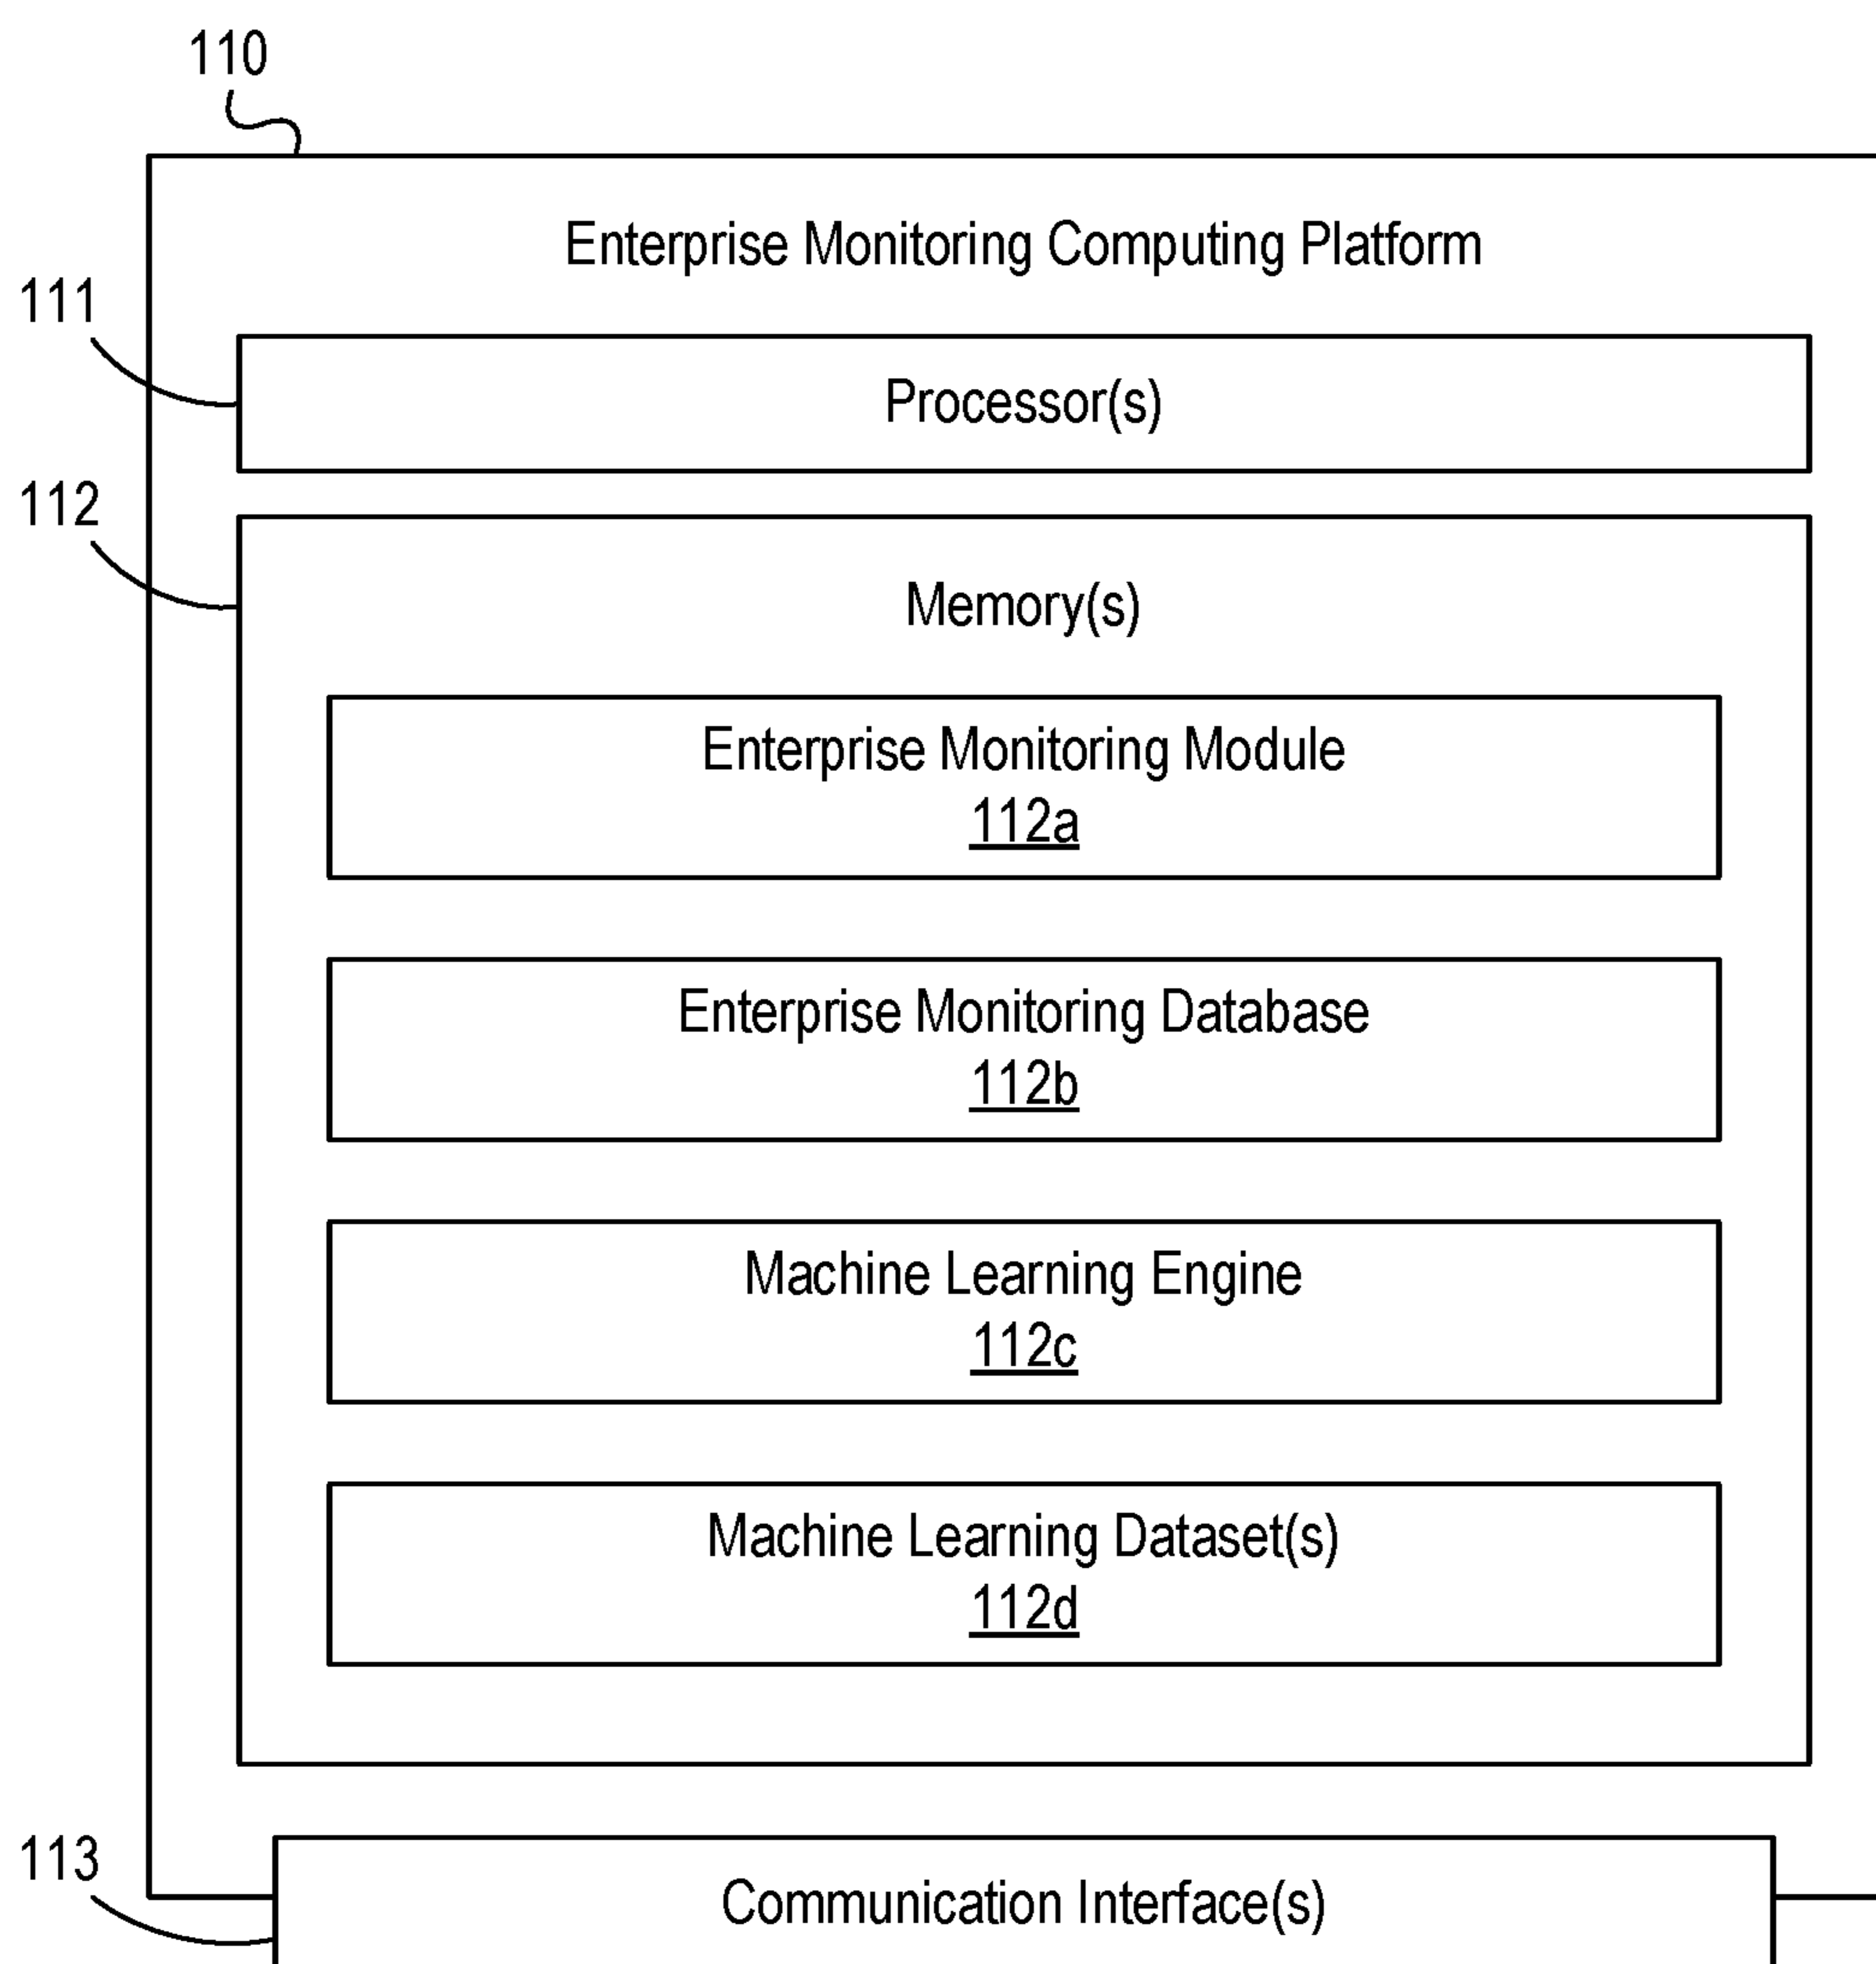 110
Enterprise Monitoring Computing Platform
111
Processor(s)
112
Memory(s)
Enterprise Monitoring Module
112a
Enterprise Monitoring Database
112b
Machine Learning Engine
112c
Machine Learning Dataset(s)
112d
113
Communication Interface(s)